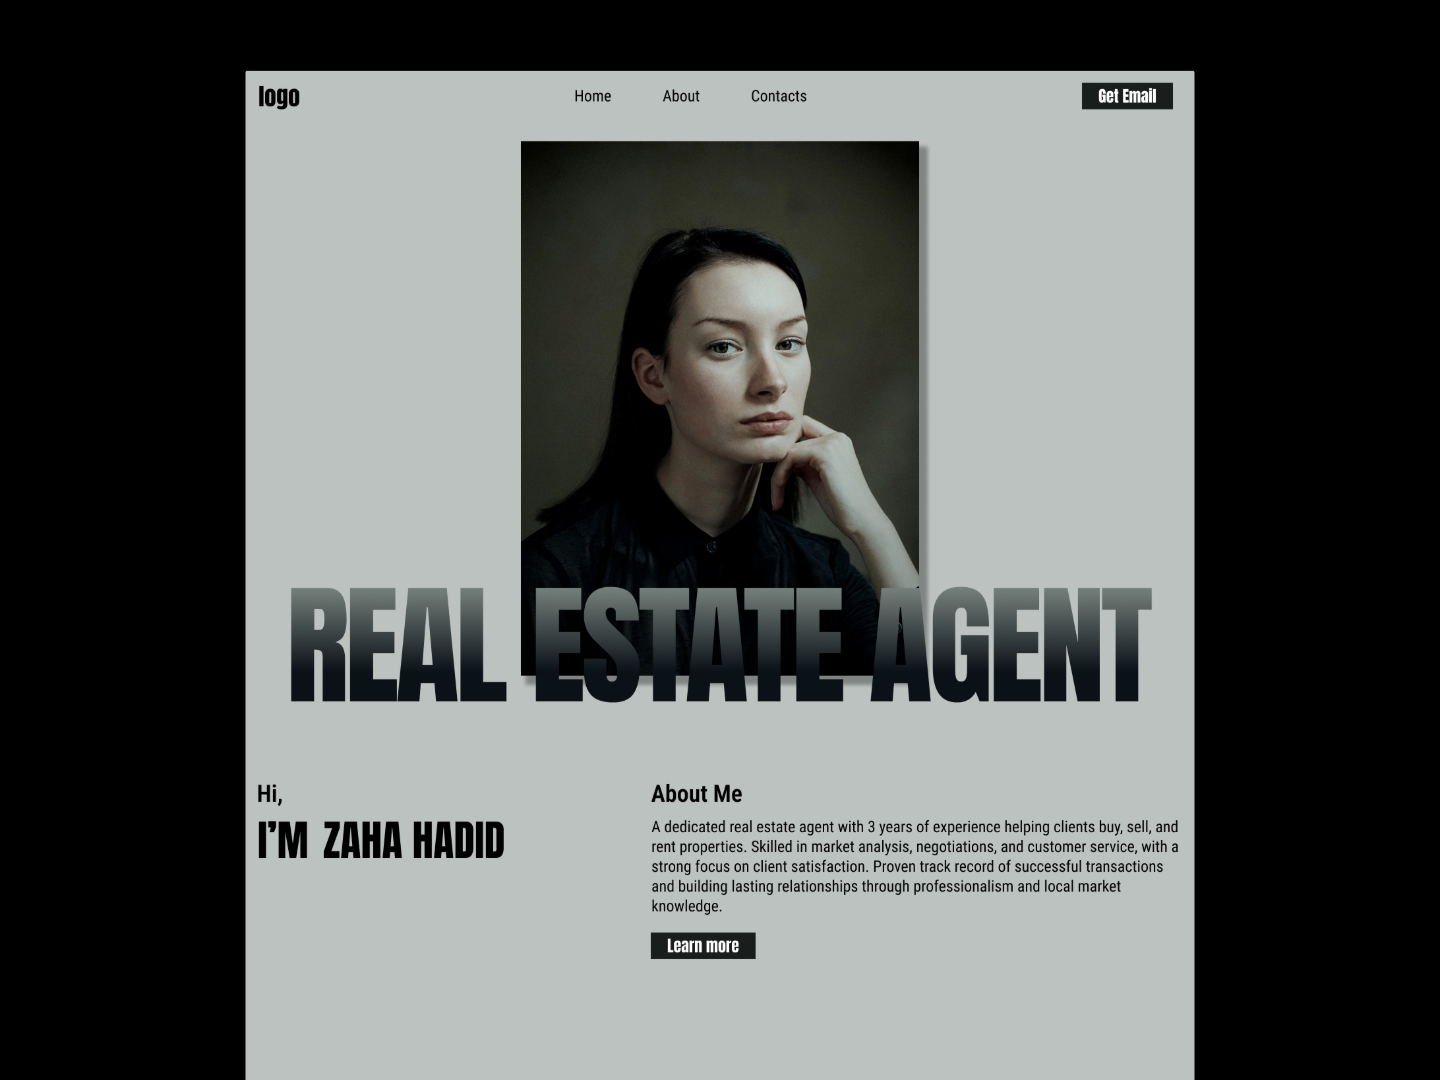 logo
Home
About
Contacts
Get Email
REAL ESTATE AGENT
Hi,
I'M ZAHA HADID
About Me
A dedicated real estate agent with 3 years of experience helping clients buy, sell, and
rent properties. Skilled in market analysis, negotiations, and customer service, with a
strong focus on client satisfaction. Proven track record of successful transactions
and building lasting relationships through professionalism and local market
knowledge.
Learn more